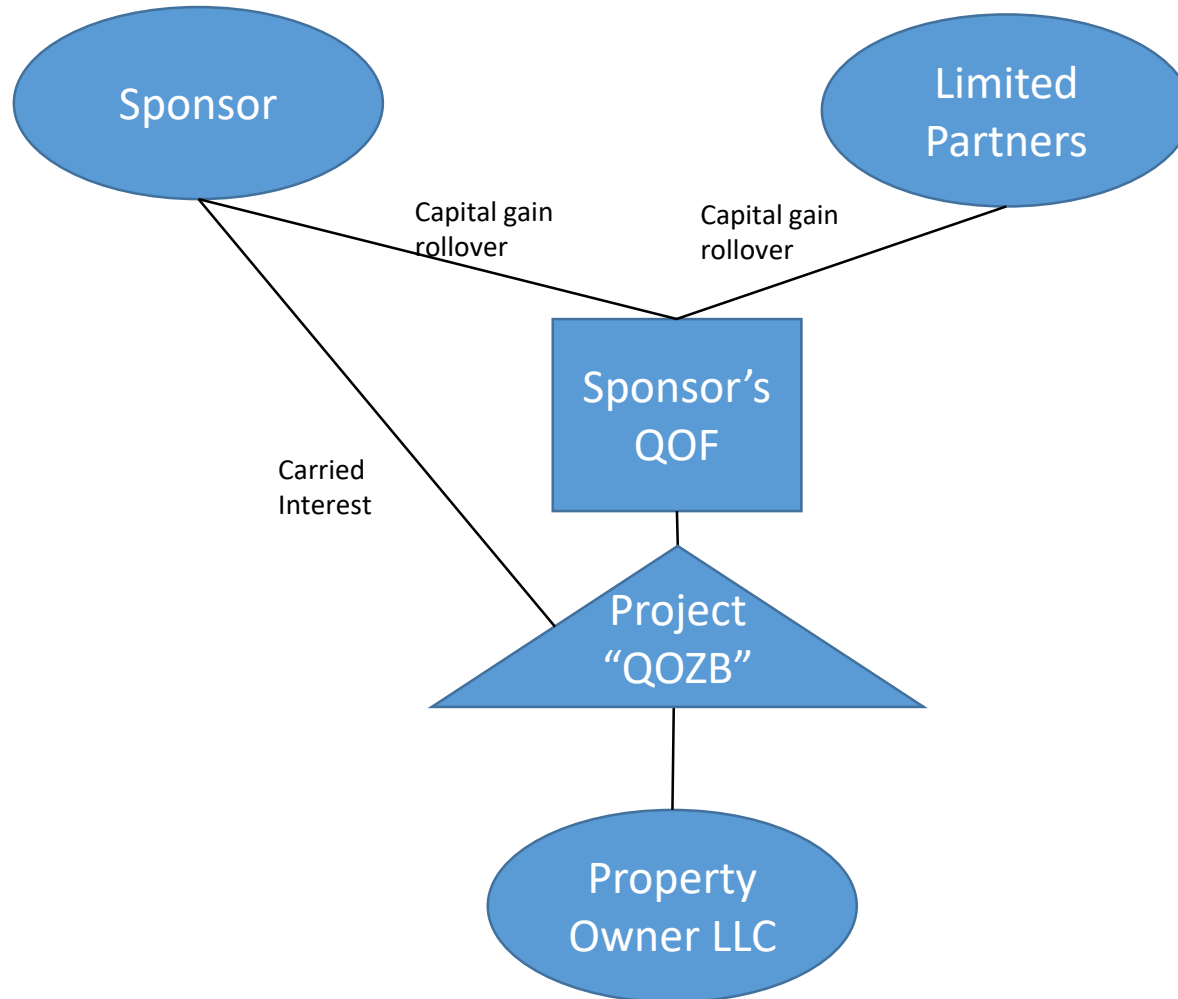 Sponsor
Limited
Partners
Capital gain
rollover
Capital gain
rollover
Sponsor’s
QOF
Carried
Interest
Project
“QOZB”
Property
Owner LLC